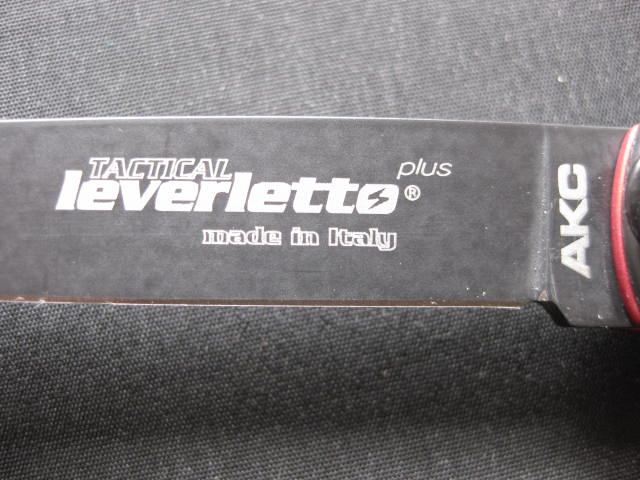 TACTICAL
leverletto® plus
made in Italy
AKC